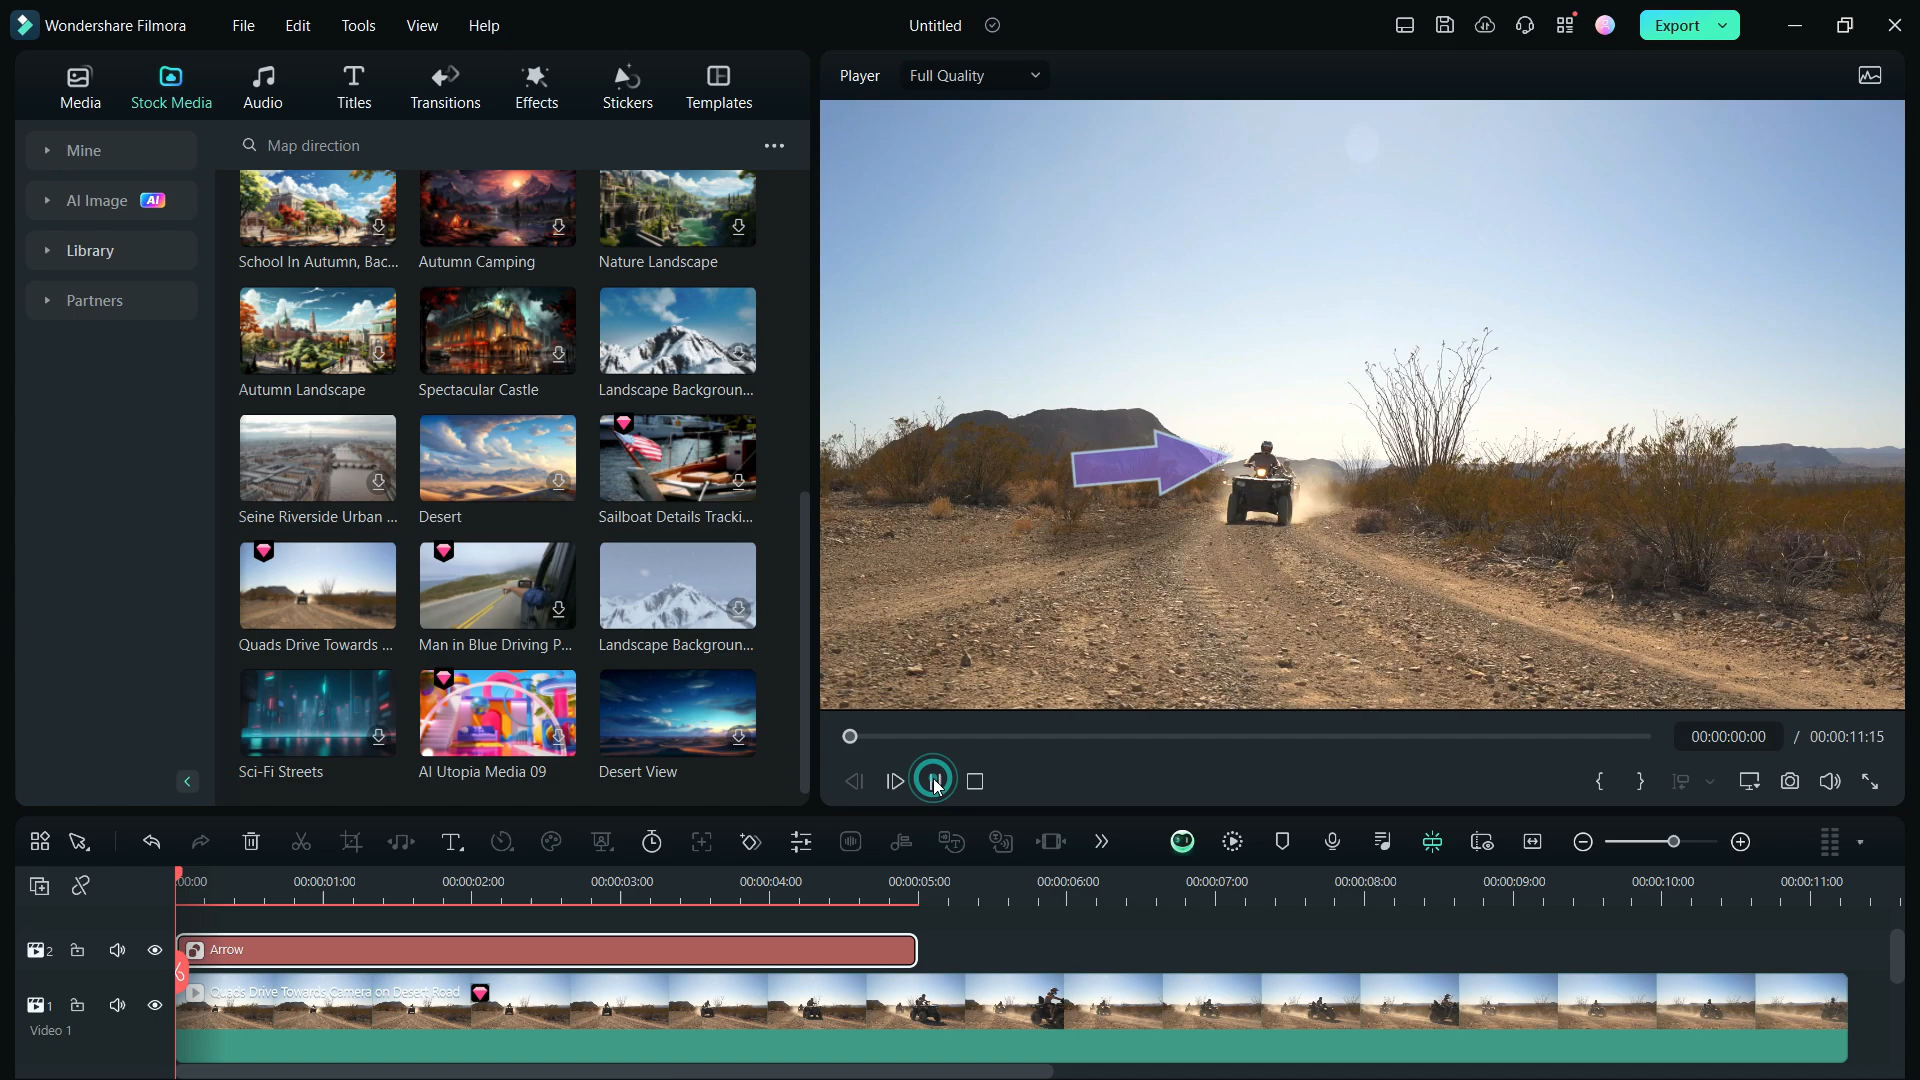 Wondershare Filmora
File
Edit
Tools
View
Help
Untitled
Export
Media
Stock Media
Audio
Titles
Transitions
Effects
Stickers
Templates
Player
Full Quality
Mine
AI Image
AI
Library
Partners
Map direction
School In Autumn, Bac...
Autumn Camping
Nature Landscape
Autumn Landscape
Spectacular Castle
Landscape Backgroun...
Seine Riverside Urban ...
Desert
Sailboat Details Tracki...
Quads Drive Towards ...
Man in Blue Driving P...
Landscape Backgroun...
Sci-Fi Streets
AI Utopia Media 09
Desert View
00:00:00:00 / 00:00:11:15
:00:00
00:00:01:00
00:00:02:00
00:00:03:00
00:00:04:00
00:00:05:00
00:00:06:00
00:00:07:00
00:00:08:00
00:00:09:00
00:00:10:00
00:00:11:00
2
Arrow
1
Quads Drive Towards Camera on Desert Road
Video 1